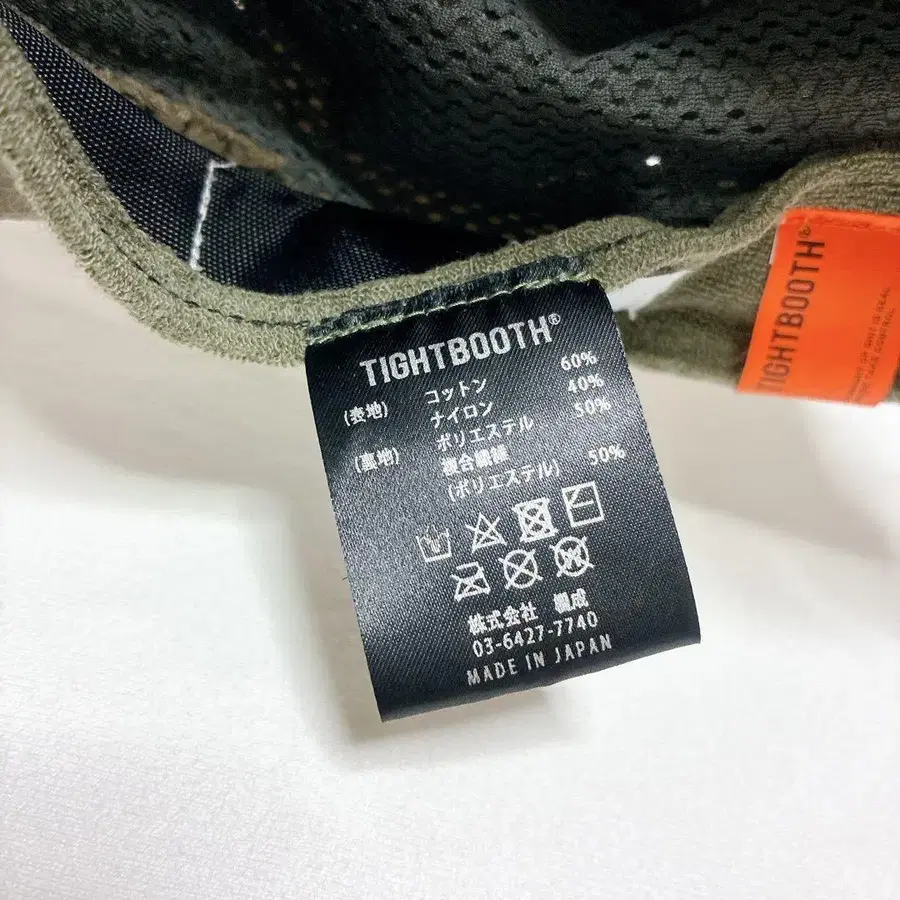 TIGHTBOOTH®
(表地) コットン 60%
ナイロン 40%
(裏地) ポリエステル 50%
複合繊維
(ポリエステル) 50%
株式会社 親成
03-6427-7740
MADE IN JAPAN
TIGHTBOOTH®